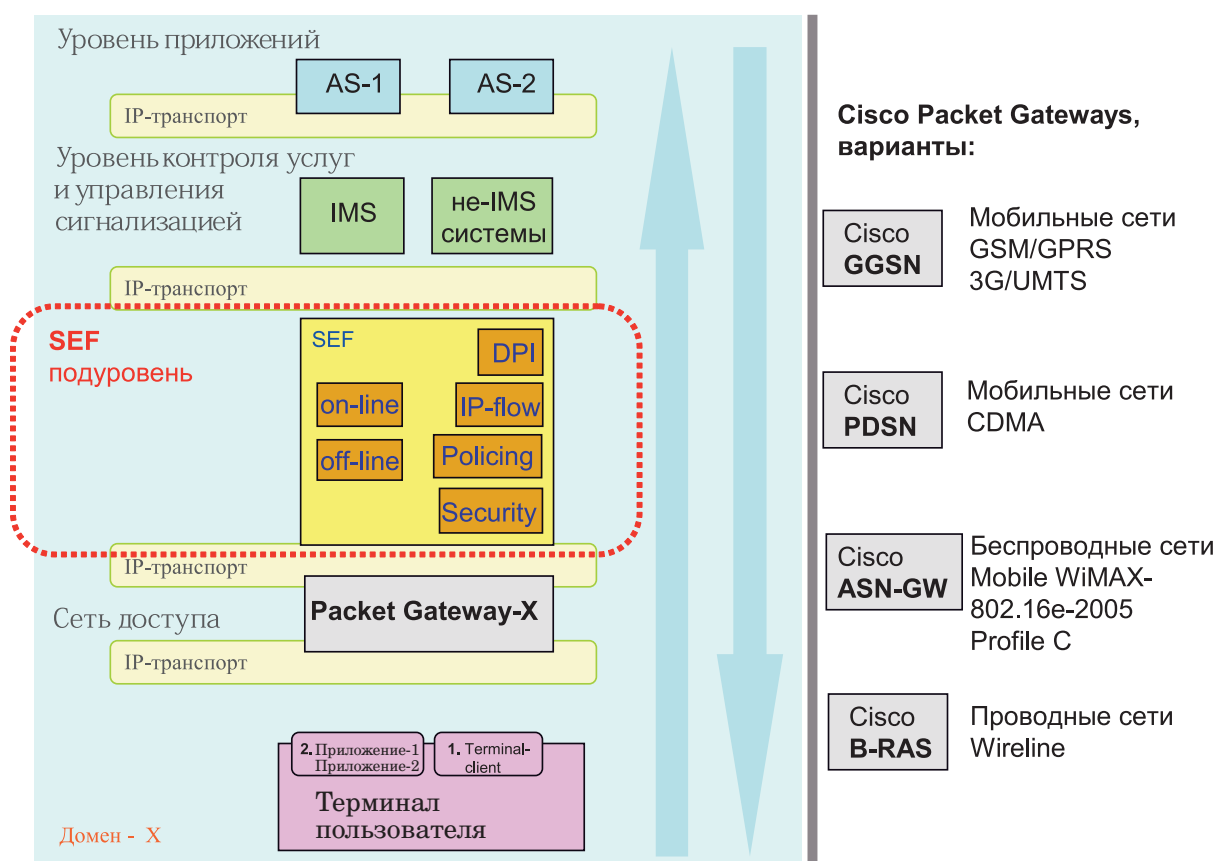 Уровень приложений
AS-1
AS-2
IP-транспорт
Уровень контроля услуг
и управления
сигнализацией
IMS
не-IMS
системы
IP-транспорт
SEF
подуровень
SEF
DPI
on-line
IP-flow
off-line
Policing
Security
IP-транспорт
Packet Gateway-X
Сеть доступа
IP-транспорт
2. Приложение-1
Приложение-2
1. Terminal-
client
Терминал
пользователя
Домен - X
Cisco Packet Gateways,
варианты:
Cisco
GGSN
Мобильные сети
GSM/GPRS
3G/UMTS
Cisco
PDSN
Мобильные сети
CDMA
Cisco
ASN-GW
Беспроводные сети
Mobile WiMAX-
802.16e-2005
Profile C
Cisco
B-RAS
Проводные сети
Wireline